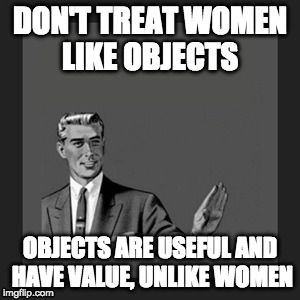 DON'T TREAT WOMEN
LIKE OBJECTS
OBJECTS ARE USEFUL AND
HAVE VALUE, UNLIKE WOMEN
imgflip.com